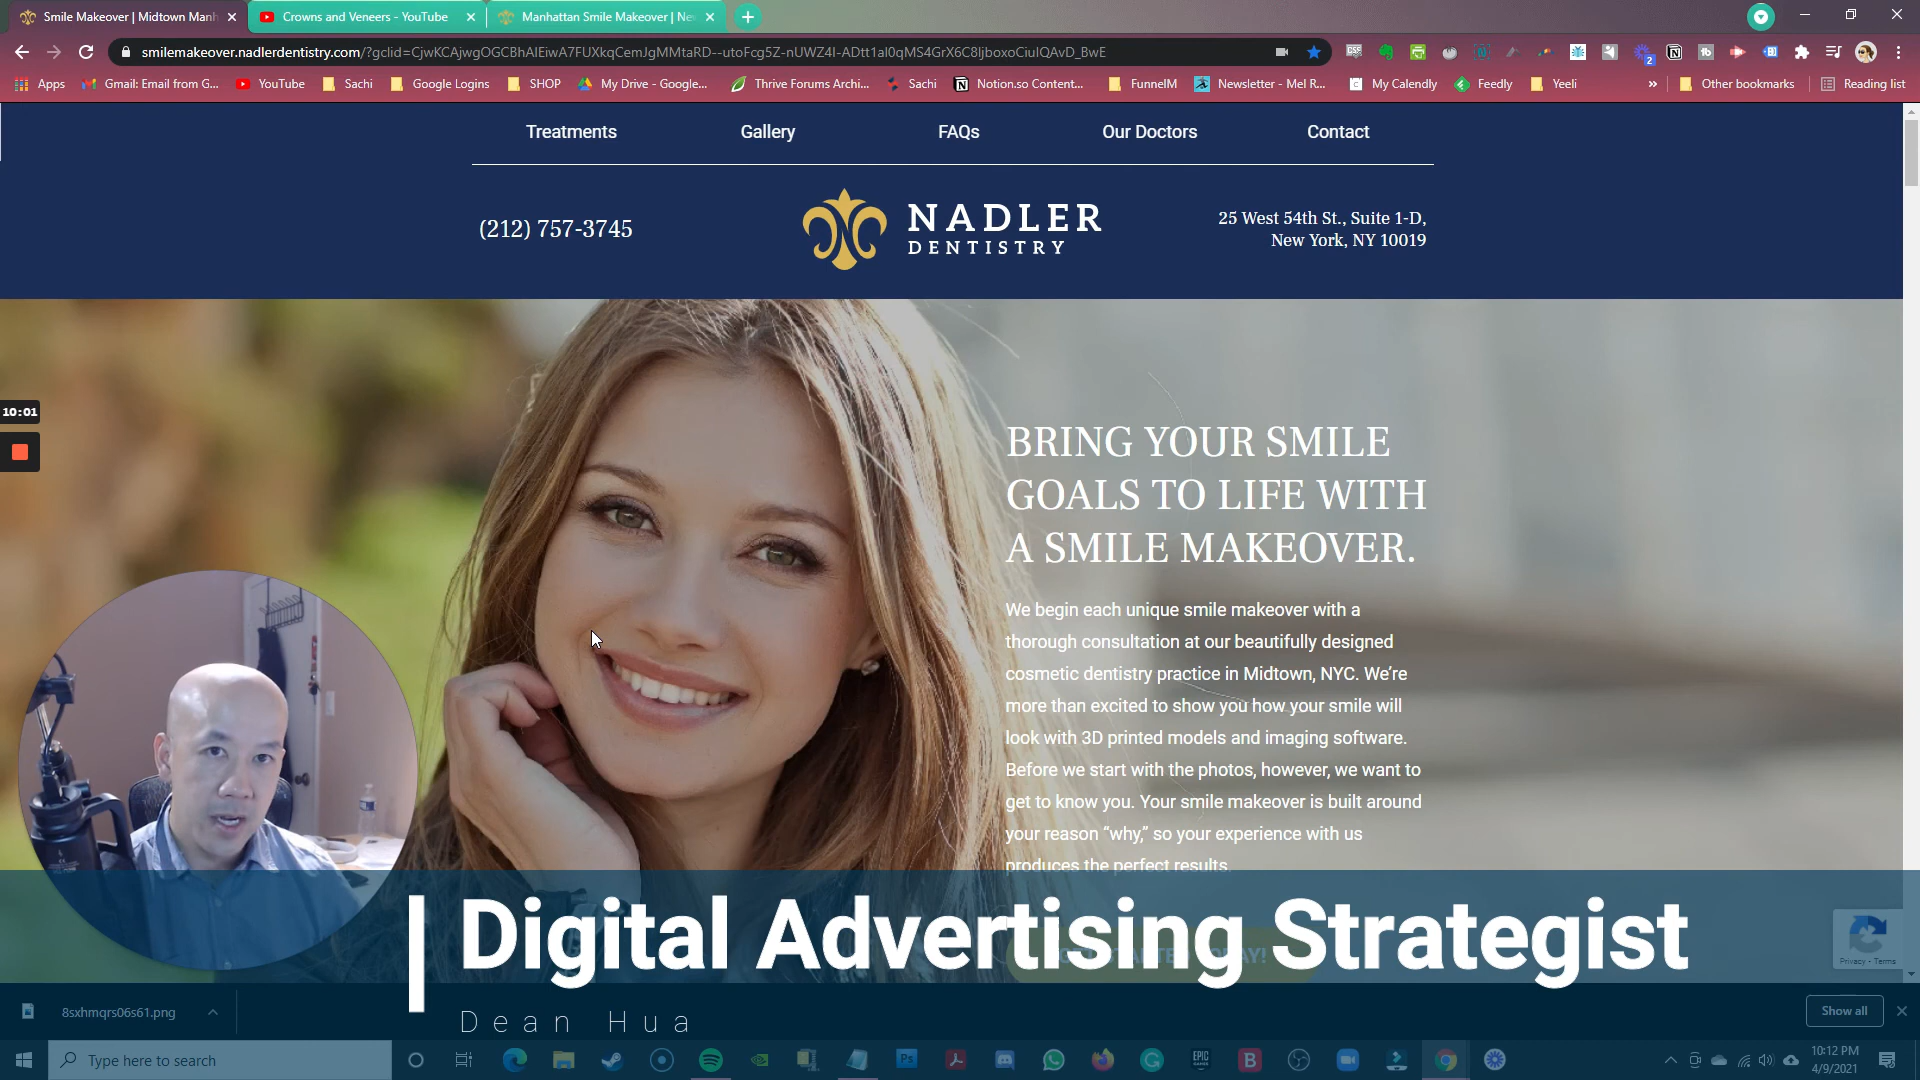 Smile Makeover | Midtown Manh
Crowns and Veneers - YouTube
Manhattan Smile Makeover | Ne
smilemakeover.nadlerdentistry.com/?gclid=CjwKCAjwgOGCBhAlEiwA7FUXkqCemJgMMtaRD--utoFcg5Z-nUWZ4I-ADtt1al0qMS4GrX6C8IjboxoCiuIQAvD_BwE
Apps
Gmail: Email from G...
YouTube
Sachi
Google Logins
SHOP
My Drive - Google...
Thrive Forums Archi...
Sachi
Notion.so Content...
FunnelM
Newsletter - Mel R...
My Calendly
Feedly
Yeeli
»
Other bookmarks
Reading list
Treatments
Gallery
FAQs
Our Doctors
Contact
(212) 757-3745
NADLER
DENTISTRY
25 West 54th St., Suite 1-D,
New York, NY 10019
10:01
BRING YOUR SMILE
GOALS TO LIFE WITH
A SMILE MAKEOVER.
We begin each unique smile makeover with a
thorough consultation at our beautifully designed
cosmetic dentistry practice in Midtown, NYC. We're
more than excited to show you how your smile will
look with 3D printed models and imaging software.
Before we start with the photos, however, we want to
get to know you. Your smile makeover is built around
your reason “why,” so your experience with us
produces the perfect results.
Digital Advertising Strategist
Dean Hua
Privacy - Terms
8sxhmqrs06s61.png
Show all
Type here to search
10:12 PM
4/9/2021